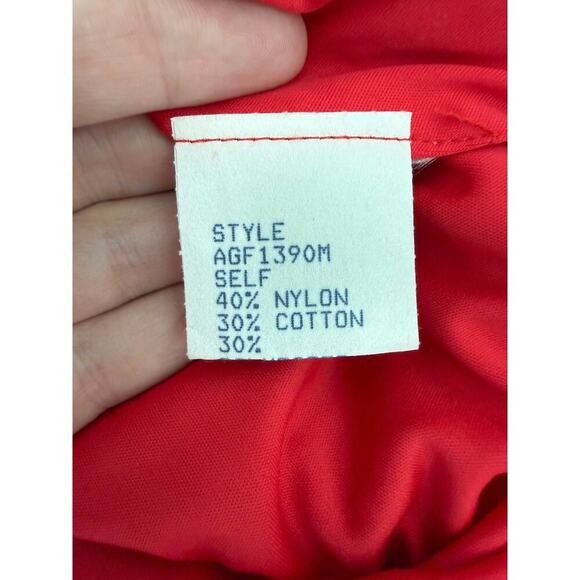 STYLE
AGF1390M
SELF
40% NYLON
30% COTTON
30%